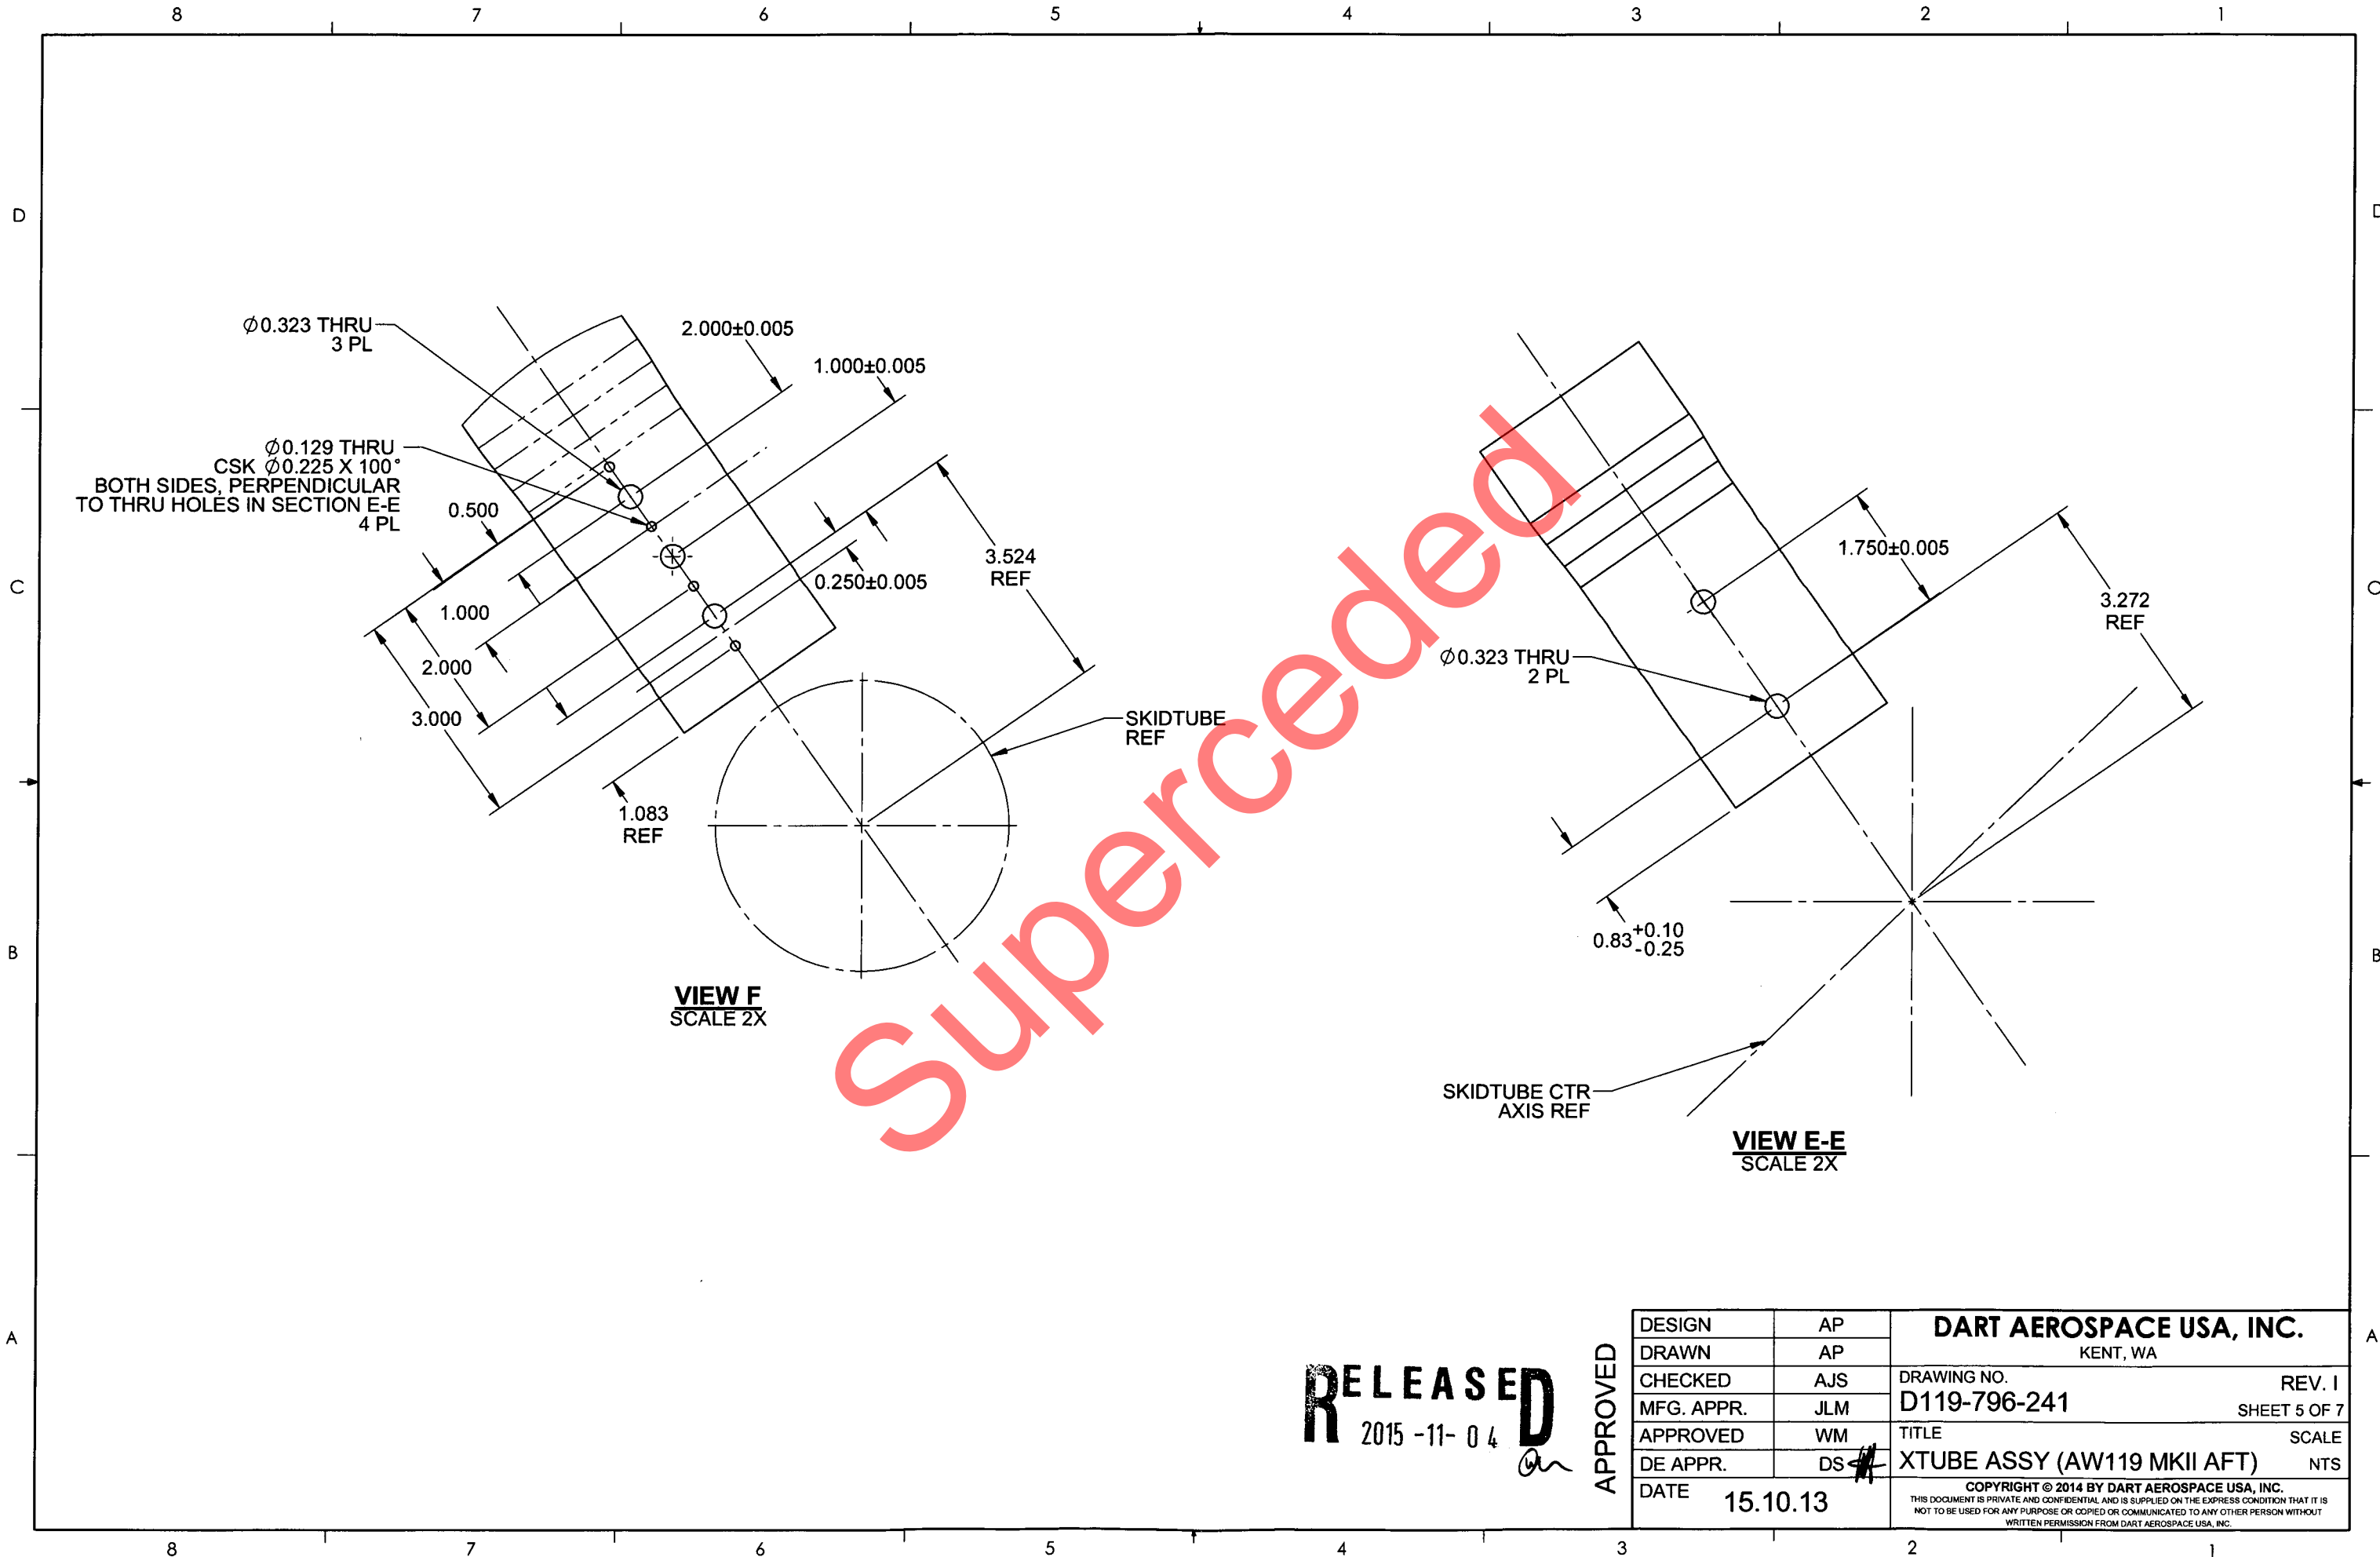 8 7 6 5 4 3 2 1
D
D
C
C
B
B
A
A
Ø0.323 THRU
3 PL
Ø0.129 THRU
CSK Ø0.225 X 100°
BOTH SIDES, PERPENDICULAR
TO THRU HOLES IN SECTION E-E
4 PL
2.000±0.005
1.000±0.005
0.500
1.000
2.000
3.000
0.250±0.005
3.524
REF
1.083
REF
SKIDTUBE
REF
VIEW F
SCALE 2X
1.750±0.005
3.272
REF
Ø0.323 THRU
2 PL
0.83 +0.10
-0.25
SKIDTUBE CTR
AXIS REF
VIEW E-E
SCALE 2X
Superceded
RELEASED
2015 -11- 04
APPROVED
DESIGN AP
DRAWN AP
CHECKED AJS
MFG. APPR. JLM
APPROVED WM
DE APPR. DS
DATE 15.10.13
DART AEROSPACE USA, INC.
KENT, WA
DRAWING NO. REV. I
D119-796-241 SHEET 5 OF 7
TITLE SCALE
XTUBE ASSY (AW119 MKII AFT) NTS
COPYRIGHT © 2014 BY DART AEROSPACE USA, INC.
THIS DOCUMENT IS PRIVATE AND CONFIDENTIAL AND IS SUPPLIED ON THE EXPRESS CONDITION THAT IT IS
NOT TO BE USED FOR ANY PURPOSE OR COPIED OR COMMUNICATED TO ANY OTHER PERSON WITHOUT
WRITTEN PERMISSION FROM DART AEROSPACE USA, INC.
8 7 6 5 4 3 2 1